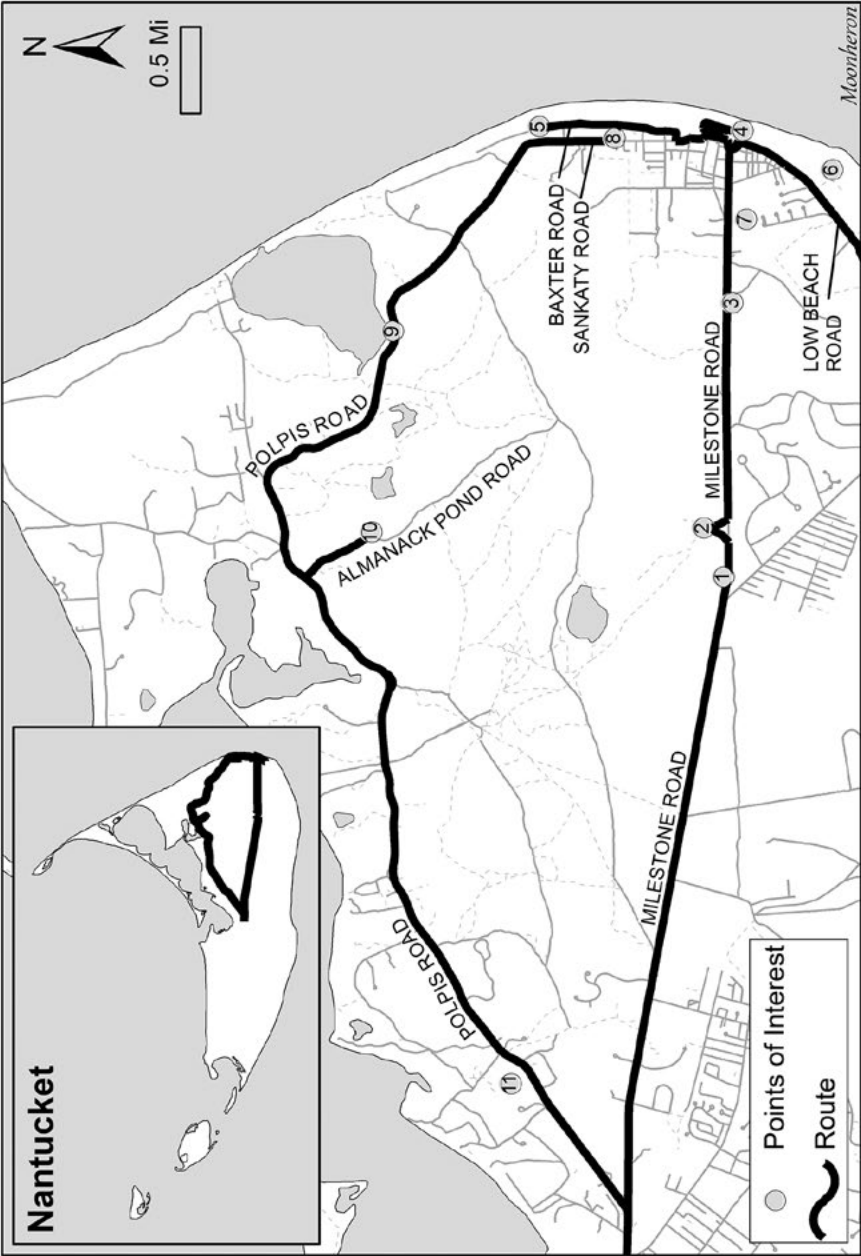 Nantucket
N
0.5 Mi
POLPIS ROAD
POLPIS ROAD
ALMANACK POND ROAD
BAXTER ROAD
SANKATY ROAD
MILESTONE ROAD
MILESTONE ROAD
LOW BEACH
ROAD
1
2
3
4
5
6
7
8
9
10
11
Points of Interest
Route
Moonheron